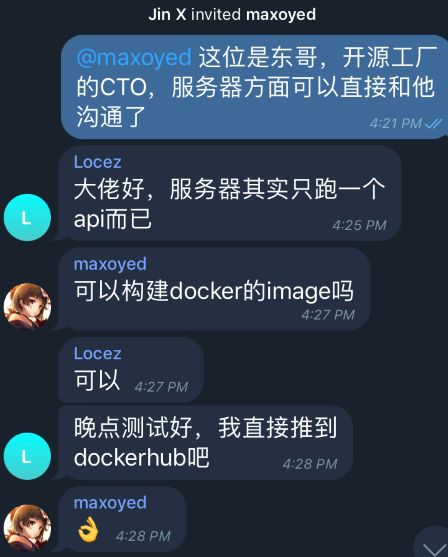 Jin X invited maxoyed
@maxoyed 这位是东哥，开源工厂
的CTO，服务器方面可以直接和他
沟通了
4:21 PM
Locez
大佬好，服务器其实只跑一个
api而已
4:25 PM
L
maxoyed
可以构建docker的image吗
4:27 PM
Locez
可以
4:27 PM
晚点测试好，我直接推到
dockerhub吧
4:28 PM
L
maxoyed
👌
4:28 PM